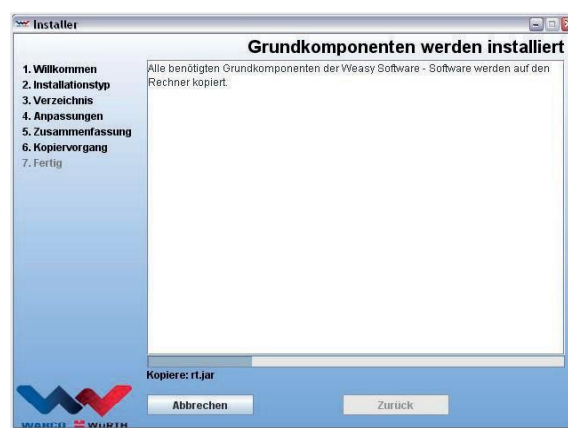 Installer
Grundkomponenten werden installiert
1. Willkommen
2. Installationstyp
3. Verzeichnis
4. Anpassungen
5. Zusammenfassung
6. Kopiervorgang
7. Fertig
Alle benötigten Grundkomponenten der Weasy Software - Software werden auf den
Rechner kopiert.
Kopiere: rt.jar
Abbrechen
Zurück
WABCO WÜRTH